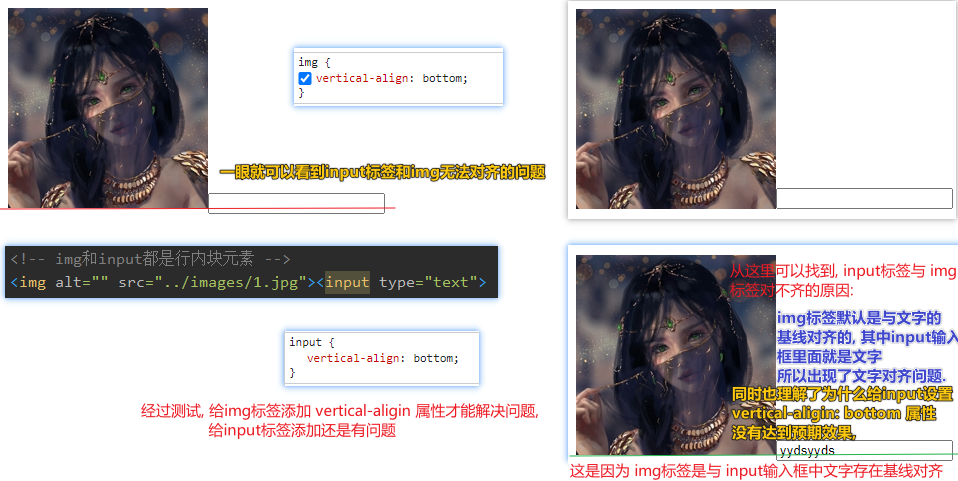 img {
vertical-align: bottom;
}
一眼就可以看到input标签和img无法对齐的问题
<!-- img和input都是行内块元素 -->
<img alt="" src="../images/1.jpg"><input type="text">
input {
vertical-align: bottom;
}
经过测试, 给img标签添加 vertical-aligin 属性才能解决问题,
给input标签添加还是有问题
从这里可以找到, input标签与 img
标签对不齐的原因:
img标签默认是与文字的
基线对齐的, 其中input输入
框里面就是文字
所以出现了文字对齐问题.
同时也理解了为什么给input设置
vertical-aligin: bottom 属性
没有达到预期效果,
yydsyyds
这是因为 img标签是与 input输入框中文字存在基线对齐